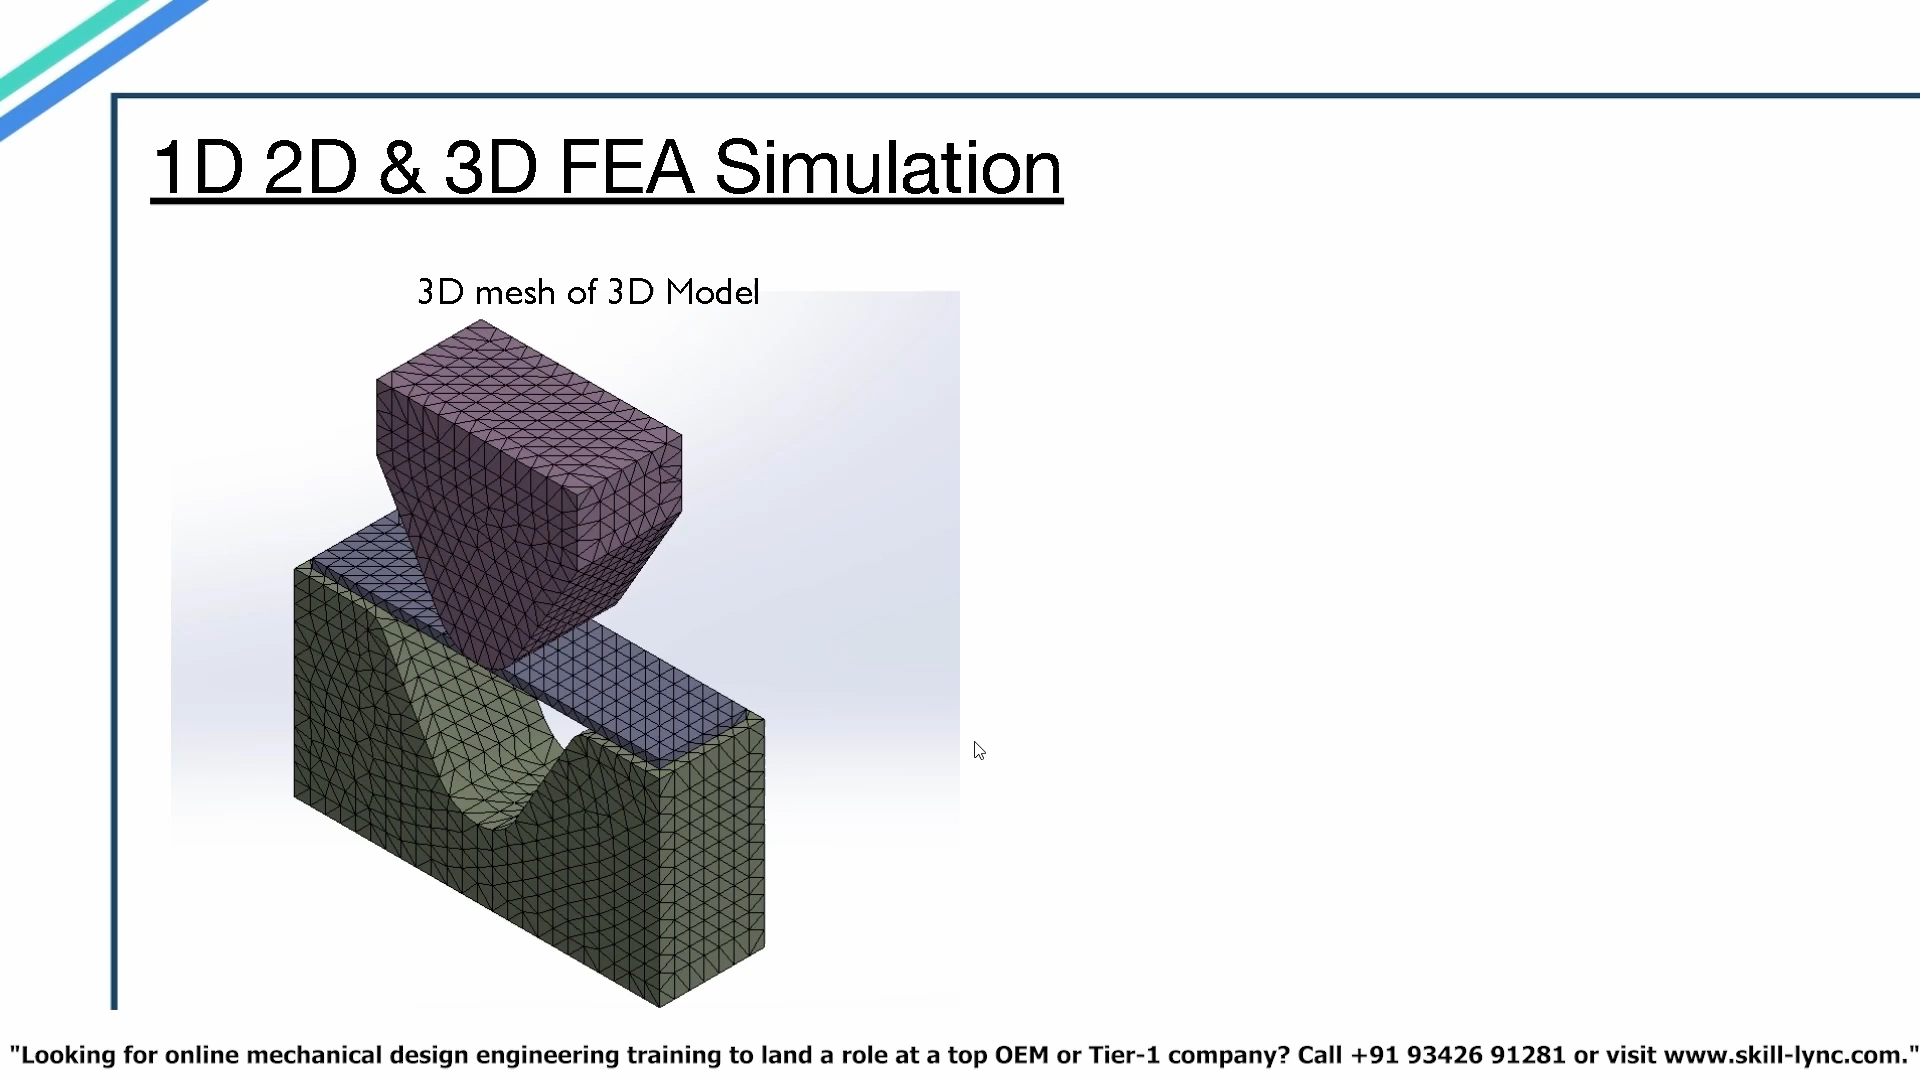 1D 2D & 3D FEA Simulation
3D mesh of 3D Model
"Looking for online mechanical design engineering training to land a role at a top OEM or Tier-1 company? Call +91 93426 91281 or visit www.skill-lync.com."